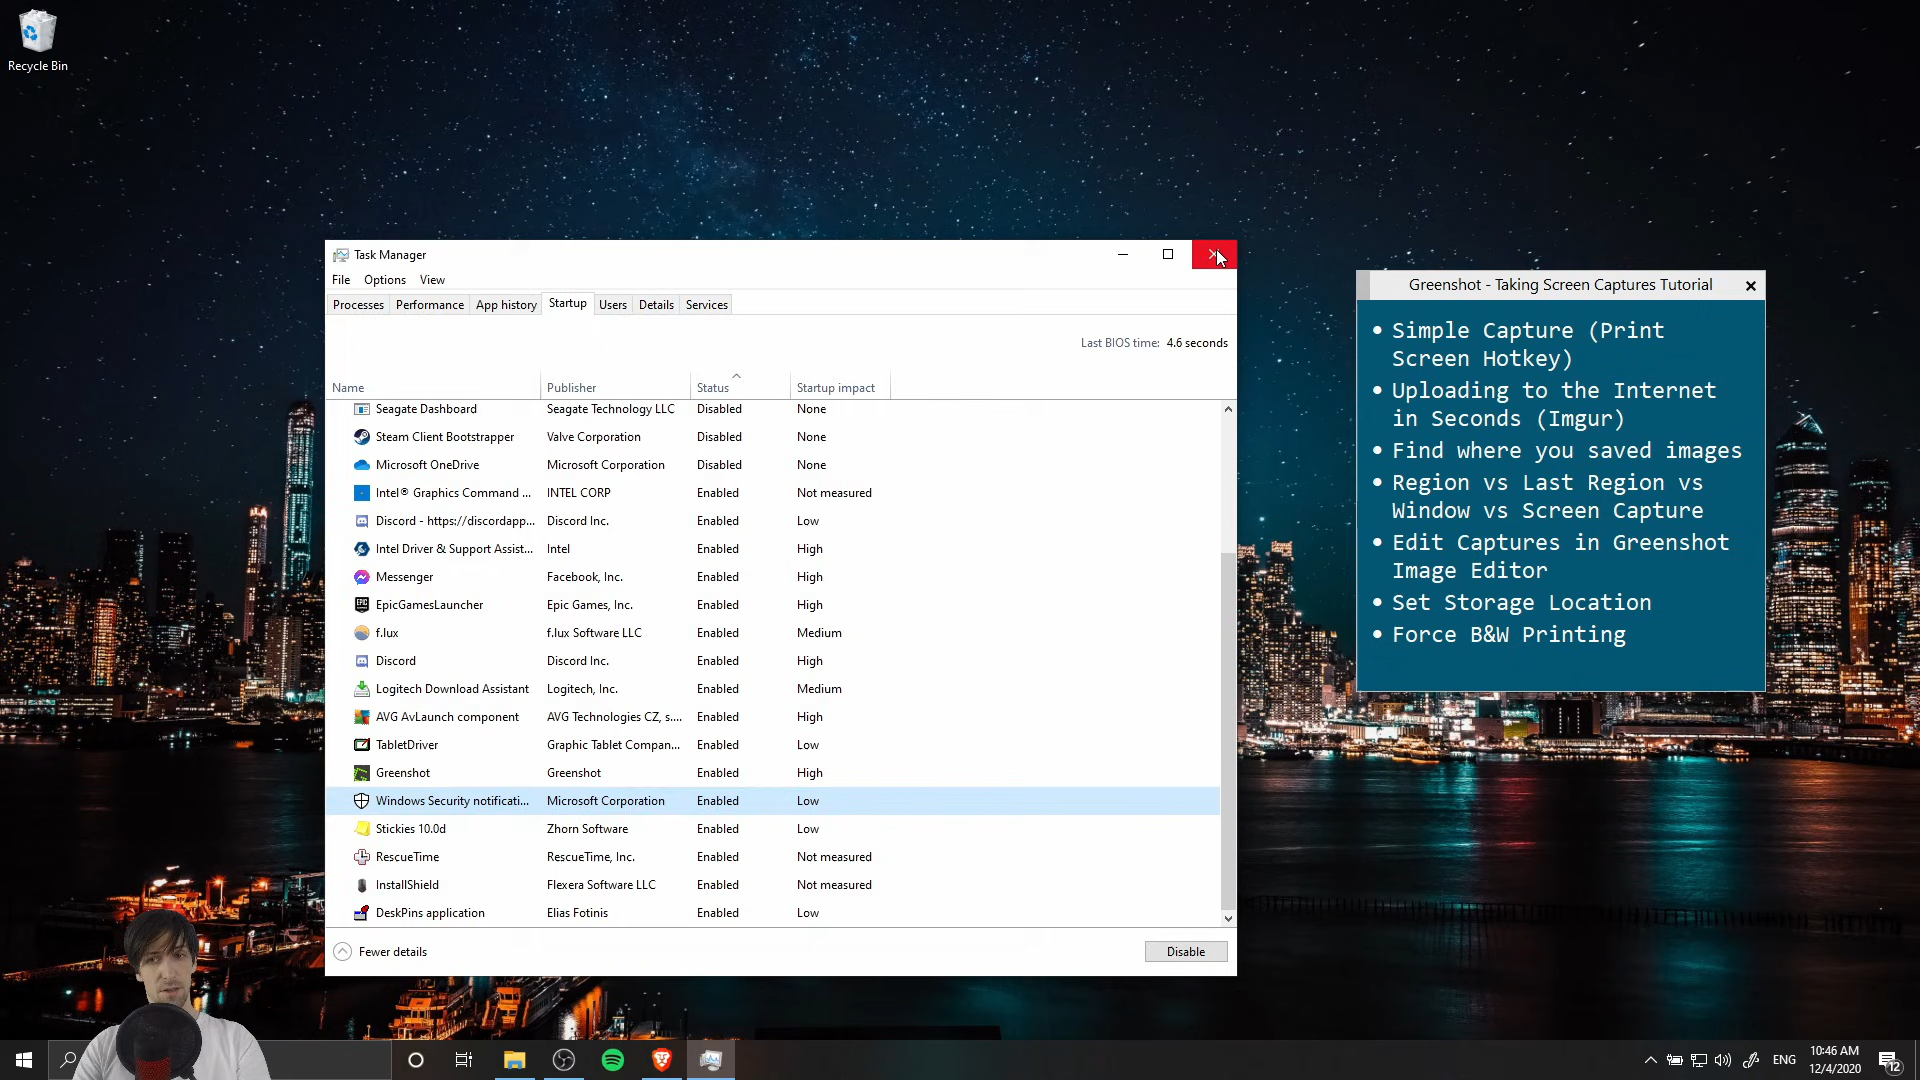 Recycle Bin
Task Manager
File Options View
Processes Performance App history Startup Users Details Services
Last BIOS time: 4.6 seconds
Name Publisher Status Startup impact
Seagate Dashboard Seagate Technology LLC Disabled None
Steam Client Bootstrapper Valve Corporation Disabled None
Microsoft OneDrive Microsoft Corporation Disabled None
Intel® Graphics Command ... INTEL CORP Enabled Not measured
Discord - https://discordapp... Discord Inc. Enabled Low
Intel Driver & Support Assist... Intel Enabled High
Messenger Facebook, Inc. Enabled High
EpicGamesLauncher Epic Games, Inc. Enabled High
f.lux f.lux Software LLC Enabled Medium
Discord Discord Inc. Enabled High
Logitech Download Assistant Logitech, Inc. Enabled Medium
AVG AvLaunch component AVG Technologies CZ, s.... Enabled High
TabletDriver Graphic Tablet Compan... Enabled Low
Greenshot Greenshot Enabled High
Windows Security notificati... Microsoft Corporation Enabled Low
Stickies 10.0d Zhorn Software Enabled Low
RescueTime RescueTime, Inc. Enabled Not measured
InstallShield Flexera Software LLC Enabled Not measured
DeskPins application Elias Fotinis Enabled Low
Fewer details Disable
Greenshot - Taking Screen Captures Tutorial
• Simple Capture (Print
Screen Hotkey)
• Uploading to the Internet
in Seconds (Imgur)
• Find where you saved images
• Region vs Last Region vs
Window vs Screen Capture
• Edit Captures in Greenshot
Image Editor
• Set Storage Location
• Force B&W Printing
ENG
10:46 AM
12/4/2020
12